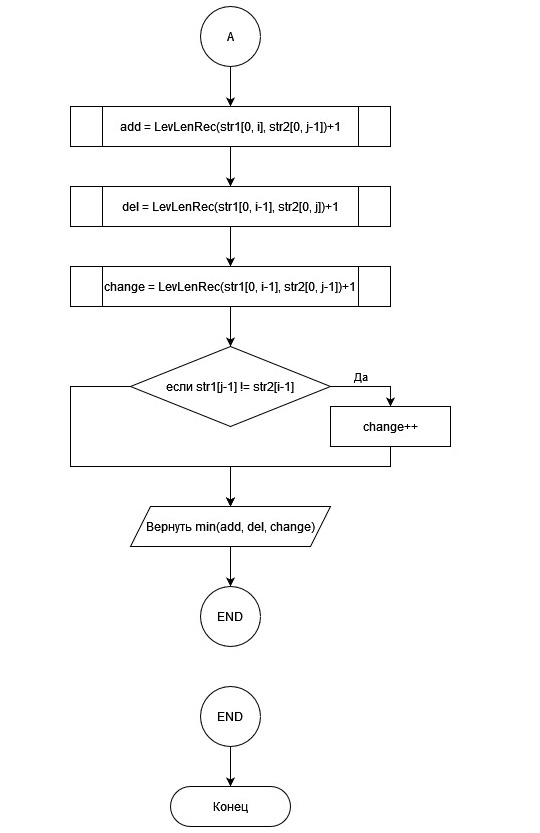 A
add = LevLenRec(str1[0, i], str2[0, j-1])+1
del = LevLenRec(str1[0, i-1], str2[0, j])+1
change = LevLenRec(str1[0, i-1], str2[0, j-1])+1
если str1[j-1] != str2[i-1]
Да
change++
Вернуть min(add, del, change)
END
END
Конец